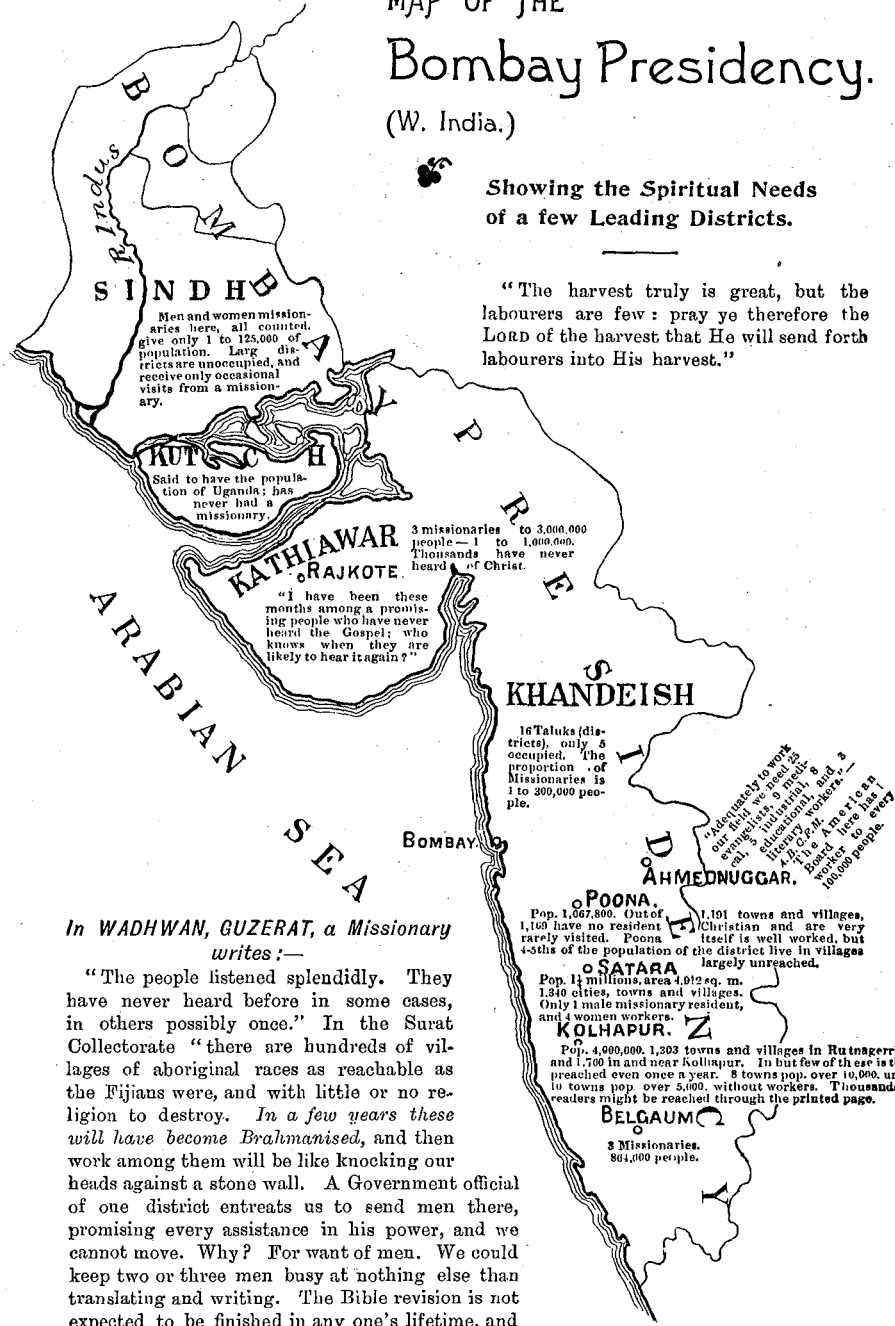 MAP OF THE
Bombay Presidency.
(W. India.)
Showing the Spiritual Needs
of a few Leading Districts.
"The harvest truly is great, but the
labourers are few: pray ye therefore the
LORD of the harvest that He will send forth
labourers into His harvest."
BOMBAY PRESIDENCY
R Indus
SINDH
Men and women mission-
aries here, all counted,
give only 1 to 125,000 of
population. Larg dis-
tricts are unoccupied, and
receive only occasional
visits from a mission-
ary.
KUTCH
Said to have the popula-
tion of Uganda; has
never had a
missionary.
KATHIAWAR
3 missionaries to 3,000,000
people—1 to 1,000,000.
Thousands have never
heard of Christ.
RAJKOTE.
"I have been these
months among a promis-
ing people who have never
heard the Gospel; who
knows when they are
likely to hear it again?"
ARABIAN SEA
KHANDEISH
16 Taluks (dis-
tricts), only 5
occupied. The
proportion of
Missionaries is
1 to 300,000 peo-
ple.
"Adequately to work
our field we need 25
evangelists, 9 medi-
cal, 5 industrial, 8
educational, and 3
literary workers."—
A.B.C.F.M.
The American
Board here has 1
worker to every
100,000 people.
BOMBAY.
AHMEDNUGGAR.
POONA.
Pop. 1,067,800. Out of 1,191 towns and villages,
1,169 have no resident Christian and are very
rarely visited. Poona itself is well worked, but
4-5ths of the population of the district live in villages
largely unreached.
SATARA
Pop. 1¼ millions, area 4,912 sq. m.
1,340 cities, towns and villages.
Only 1 male missionary resident,
and 4 women workers.
KOLHAPUR.
Pop. 4,000,000. 1,303 towns and villages in Rutnagerr
and 1,700 in and near Kolhapur. In but few of these is t
preached even once a year. 8 towns pop. over 10,000, un
10 towns pop. over 5,000, without workers. Thousand
readers might be reached through the printed page.
BELGAUM
3 Missionaries.
864,000 people.
In WADHWAN, GUZERAT, a Missionary
writes:—
"The people listened splendidly. They
have never heard before in some cases,
in others possibly once." In the Surat
Collectorate "there are hundreds of vil-
lages of aboriginal races as reachable as
the Fijians were, and with little or no re-
ligion to destroy. In a few years these
will have become Brahmanised, and then
work among them will be like knocking our
heads against a stone wall. A Government official
of one district entreats us to send men there,
promising every assistance in his power, and we
cannot move. Why? For want of men. We could
keep two or three men busy at nothing else than
translating and writing. The Bible revision is not
expected to be finished in any one's lifetime, and